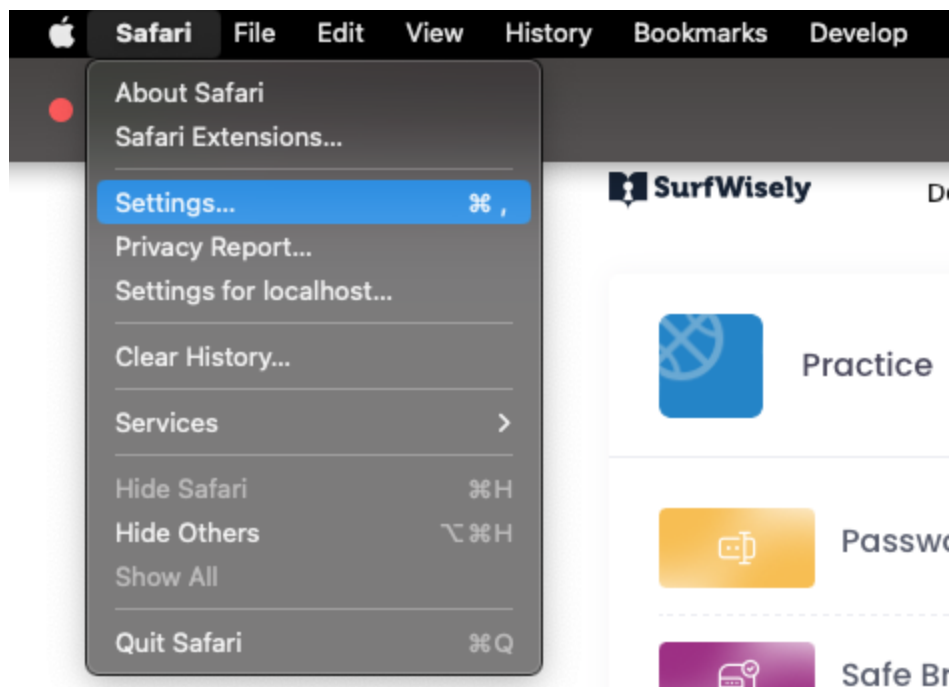 Safari File Edit View History Bookmarks Develop
About Safari
Safari Extensions...
Settings... ⌘ ,
Privacy Report...
Settings for localhost...
Clear History...
Services
Hide Safari ⌘H
Hide Others ⌥⌘H
Show All
Quit Safari ⌘Q
SurfWisely
Practice
Safe